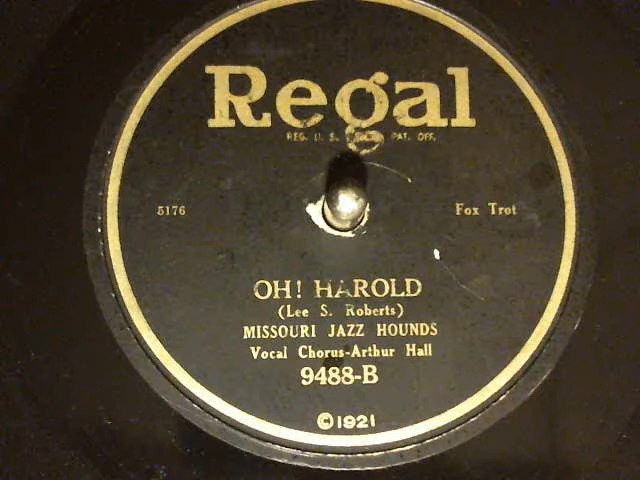 Regal
REG. U. S. PAT. OFF.
5176 Fox Trot
OH! HAROLD
(Lee S. Roberts)
MISSOURI JAZZ HOUNDS
Vocal Chorus-Arthur Hall
9488-B
©1921